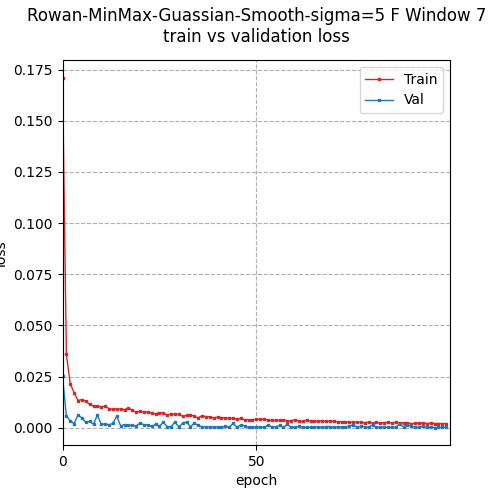 Rowan-MinMax-Guassian-Smooth-sigma=5 F Window 7
train vs validation loss
0.175
0.150
0.125
0.100
0.075
0.050
0.025
0.000
loss
Train
Val
0
50
epoch